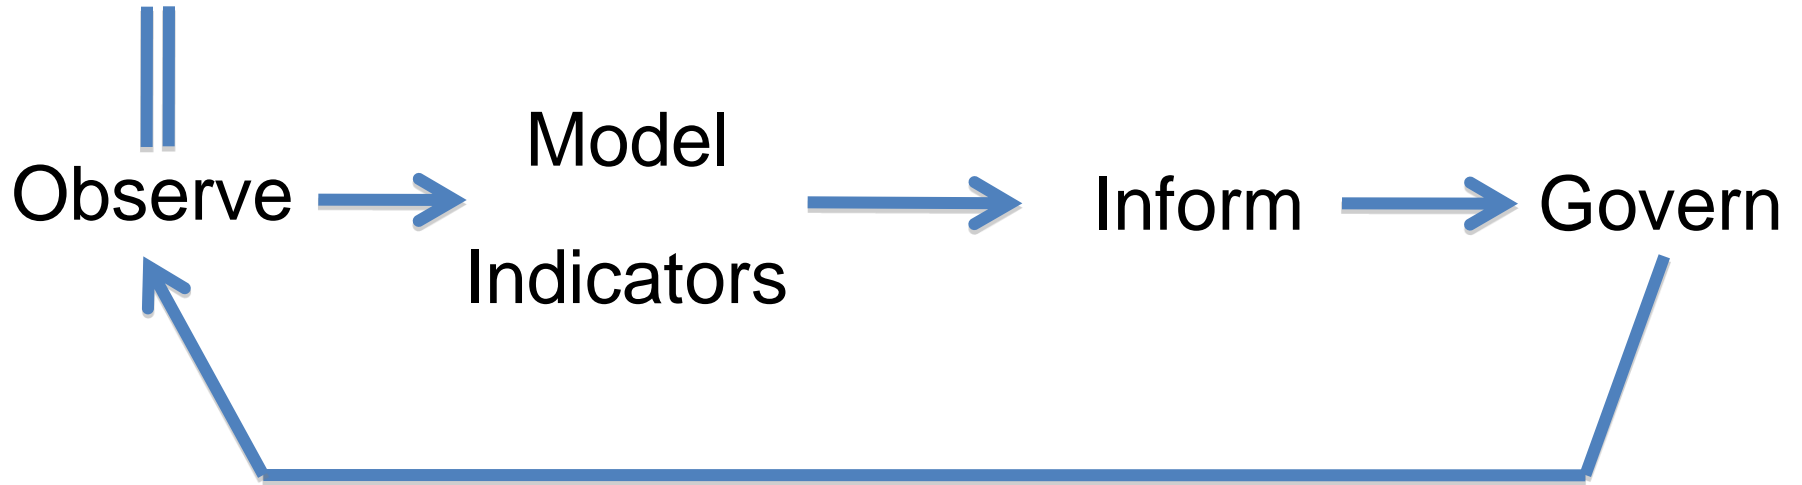 Observe
Model
Indicators
Inform
Govern